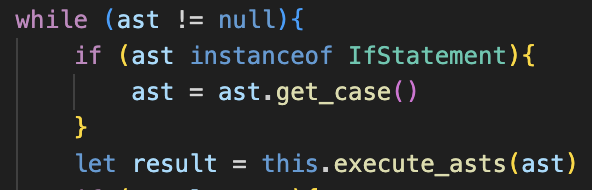 while (ast != null){
if (ast instanceof IfStatement){
ast = ast.get_case()
}
let result = this.execute_asts(ast)